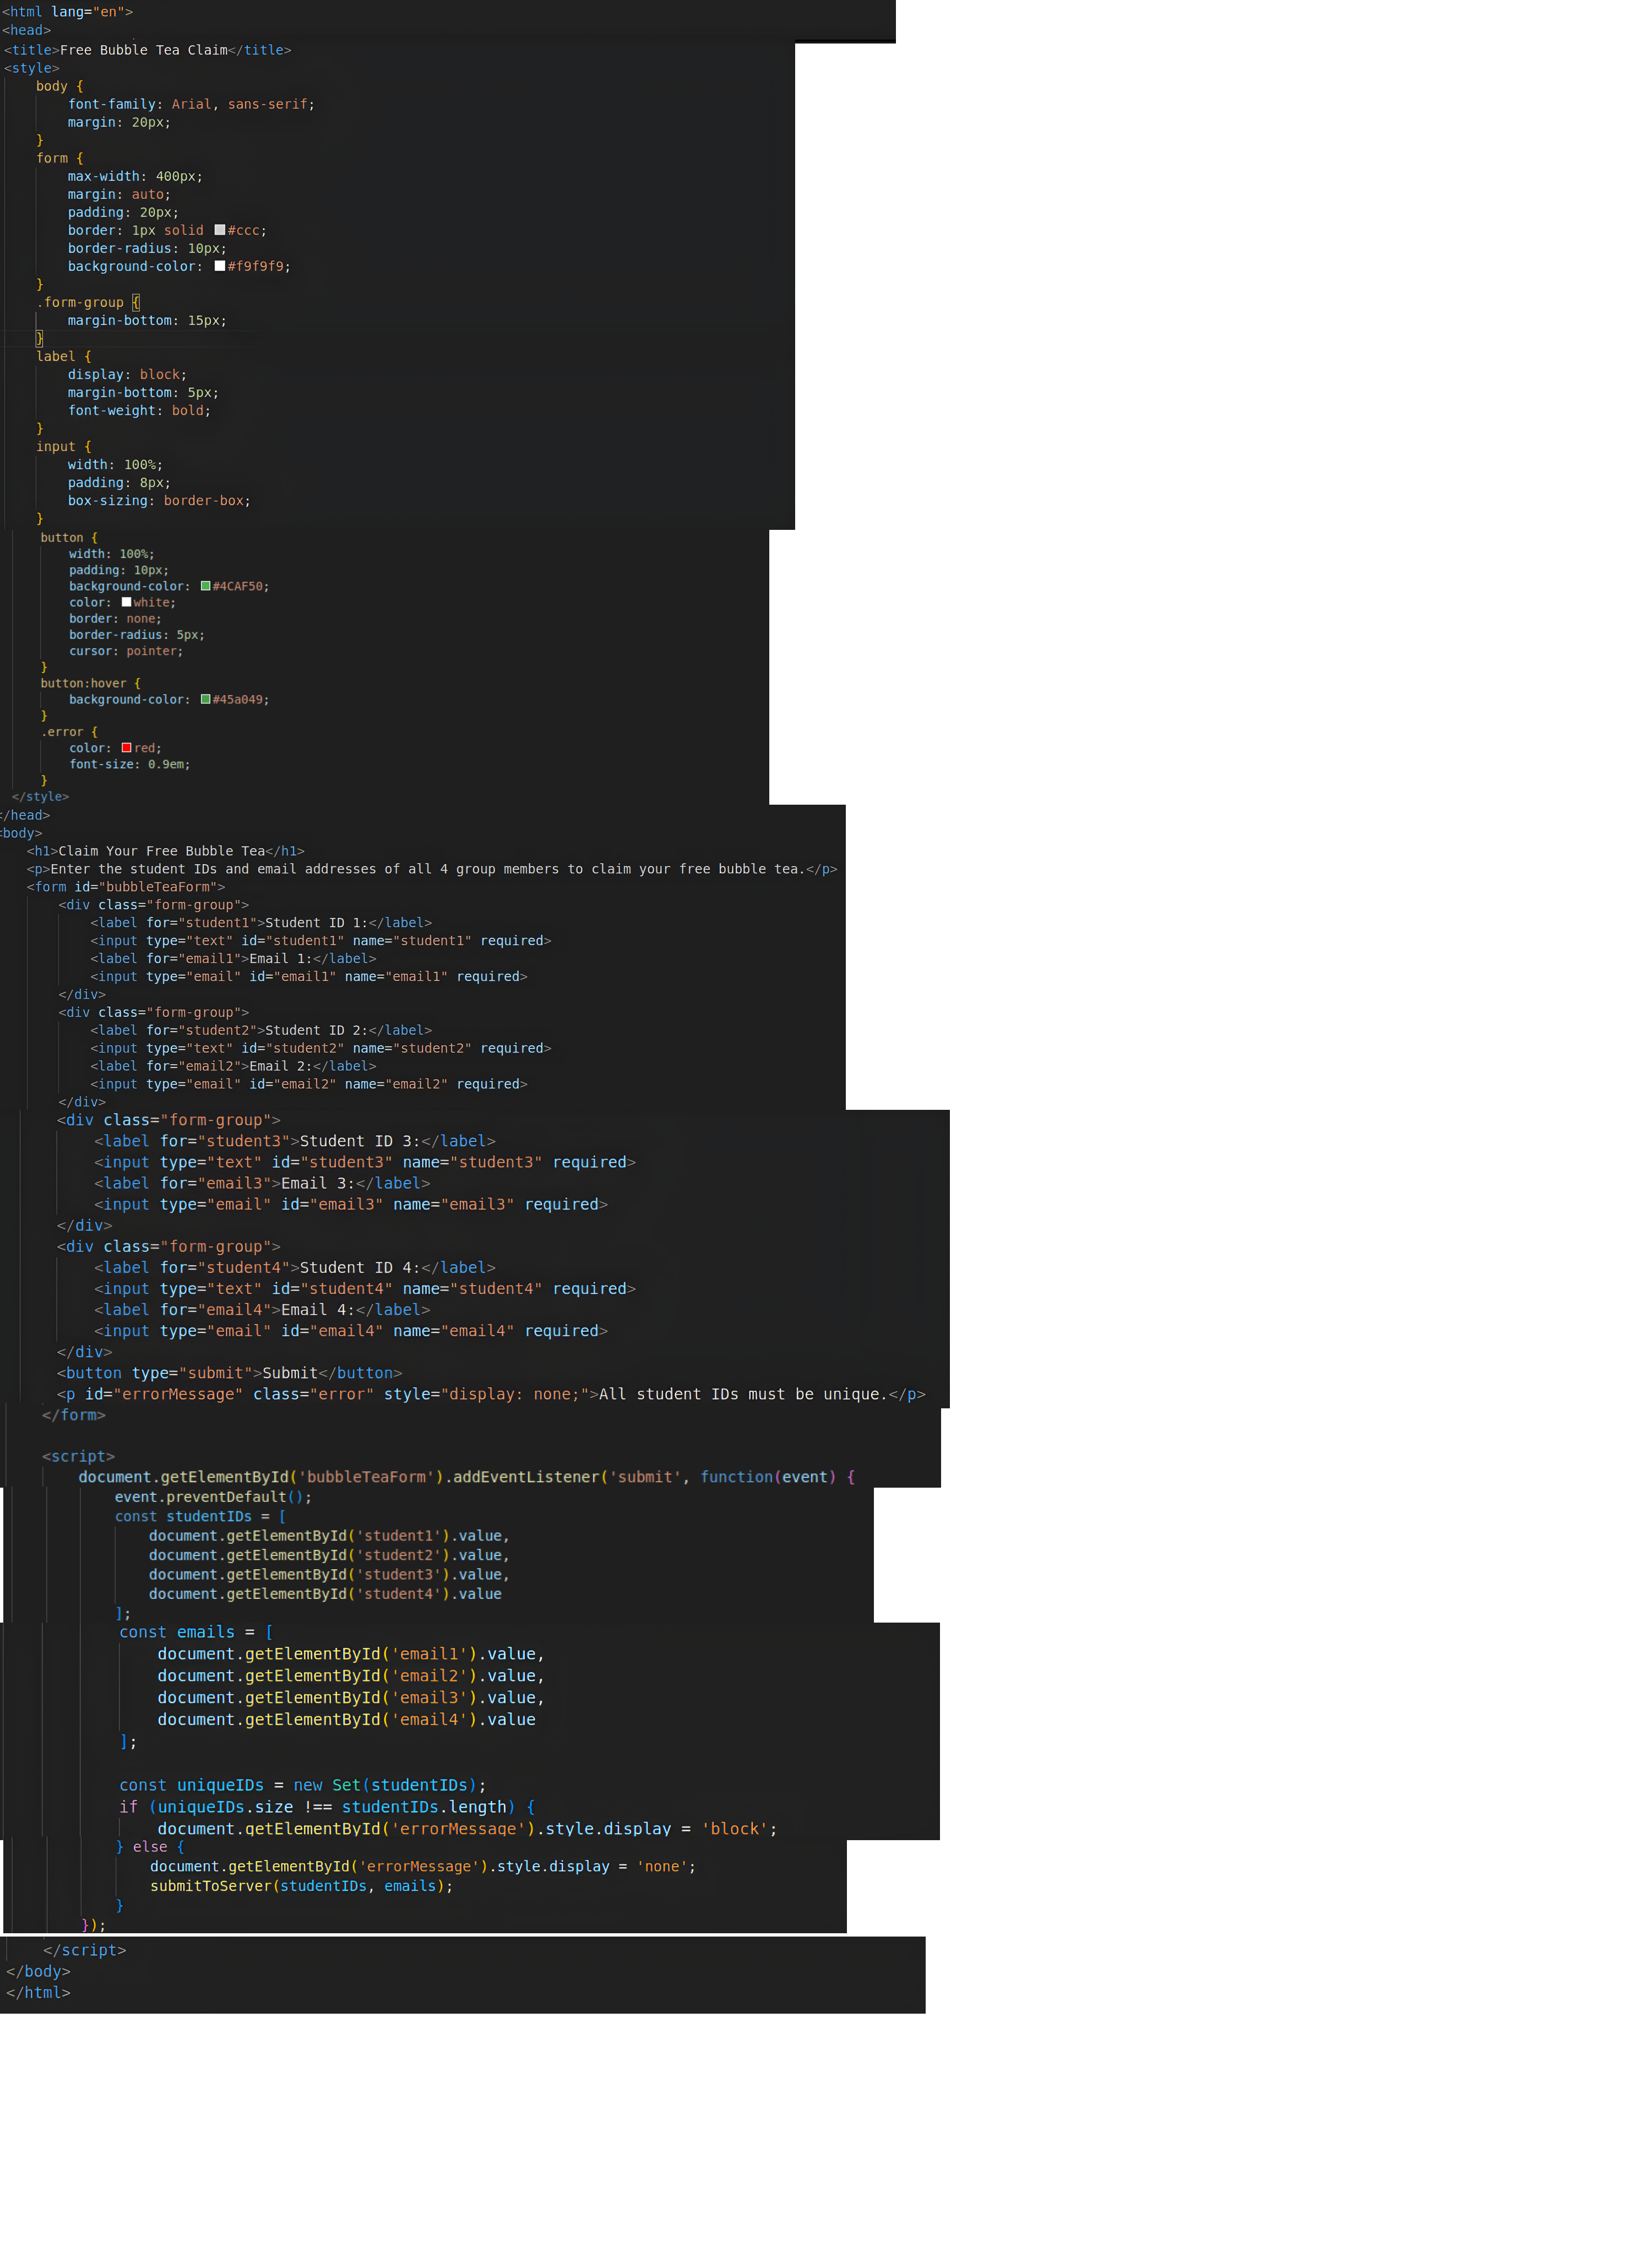 <html lang="en">
<head>
<title>Free Bubble Tea Claim</title>
<style>
body {
font-family: Arial, sans-serif;
margin: 20px;
}
form {
max-width: 400px;
margin: auto;
padding: 20px;
border: 1px solid #ccc;
border-radius: 10px;
background-color: #f9f9f9;
}
.form-group {
margin-bottom: 15px;
}
label {
display: block;
margin-bottom: 5px;
font-weight: bold;
}
input {
width: 100%;
padding: 8px;
box-sizing: border-box;
}
button {
width: 100%;
padding: 10px;
background-color: #4CAF50;
color: white;
border: none;
border-radius: 5px;
cursor: pointer;
}
button:hover {
background-color: #45a049;
}
.error {
color: red;
font-size: 0.9em;
}
</style>
</head>
<body>
<h1>Claim Your Free Bubble Tea</h1>
<p>Enter the student IDs and email addresses of all 4 group members to claim your free bubble tea.</p>
<form id="bubbleTeaForm">
<div class="form-group">
<label for="student1">Student ID 1:</label>
<input type="text" id="student1" name="student1" required>
<label for="email1">Email 1:</label>
<input type="email" id="email1" name="email1" required>
</div>
<div class="form-group">
<label for="student2">Student ID 2:</label>
<input type="text" id="student2" name="student2" required>
<label for="email2">Email 2:</label>
<input type="email" id="email2" name="email2" required>
</div>
<div class="form-group">
<label for="student3">Student ID 3:</label>
<input type="text" id="student3" name="student3" required>
<label for="email3">Email 3:</label>
<input type="email" id="email3" name="email3" required>
</div>
<div class="form-group">
<label for="student4">Student ID 4:</label>
<input type="text" id="student4" name="student4" required>
<label for="email4">Email 4:</label>
<input type="email" id="email4" name="email4" required>
</div>
<button type="submit">Submit</button>
<p id="errorMessage" class="error" style="display: none;">All student IDs must be unique.</p>
</form>
<script>
document.getElementById('bubbleTeaForm').addEventListener('submit', function(event) {
event.preventDefault();
const studentIDs = [
document.getElementById('student1').value,
document.getElementById('student2').value,
document.getElementById('student3').value,
document.getElementById('student4').value
];
const emails = [
document.getElementById('email1').value,
document.getElementById('email2').value,
document.getElementById('email3').value,
document.getElementById('email4').value
];
const uniqueIDs = new Set(studentIDs);
if (uniqueIDs.size !== studentIDs.length) {
document.getElementById('errorMessage').style.display = 'block';
} else {
document.getElementById('errorMessage').style.display = 'none';
submitToServer(studentIDs, emails);
}
});
</script>
</body>
</html>